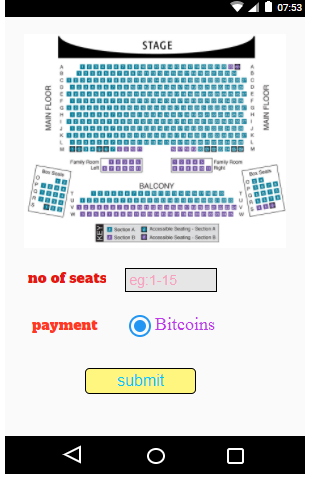 07:53
STAGE
MAIN FLOOR
MAIN FLOOR
A A
B B
C C
D D
E E
F F
G G
H H
I I
J J
K K
L L
M M
Family Room Left
Family Room Right
Box Seats
Box Seats
BALCONY
T T
U U
V V
W W
KEY
Section A Accessible Seating - Section A
Section B Accessible Seating - Section B
no of seats eg:1-15
payment Bitcoins
submit